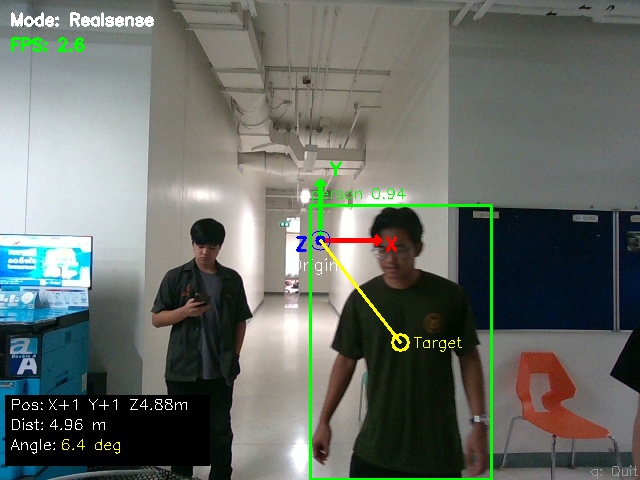 Mode: Realsense
FPS: 2.6
Y
person 0.94
Z
X
Origin
Target
a
A
Pos: X+1 Y+1 Z4.88m
Dist: 4.96 m
Angle: 6.4 deg
q: Quit